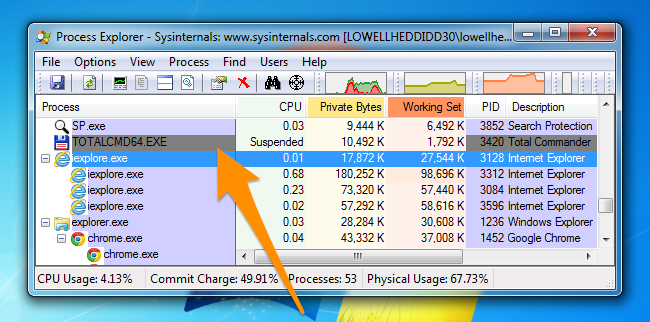 Process Explorer - Sysinternals: www.sysinternals.com [LOWELLHEDDIDD30\lowellhe...
File Options View Process Find Users Help
Process CPU Private Bytes Working Set PID Description
SP.exe 0.03 9,444 K 6,492 K 3852 Search Protection
TOTALCMD64.EXE Suspended 10,492 K 1,792 K 3420 Total Commander
iexplore.exe 0.01 17,872 K 27,544 K 3128 Internet Explorer
iexplore.exe 0.68 180,252 K 98,696 K 3312 Internet Explorer
iexplore.exe 0.23 73,320 K 57,440 K 3084 Internet Explorer
iexplore.exe 0.02 57,292 K 58,616 K 3596 Internet Explorer
explorer.exe 0.03 28,284 K 30,608 K 1236 Windows Explorer
chrome.exe 0.04 43,332 K 37,008 K 1452 Google Chrome
chrome.exe
CPU Usage: 4.13% Commit Charge: 49.91% Processes: 53 Physical Usage: 67.73%